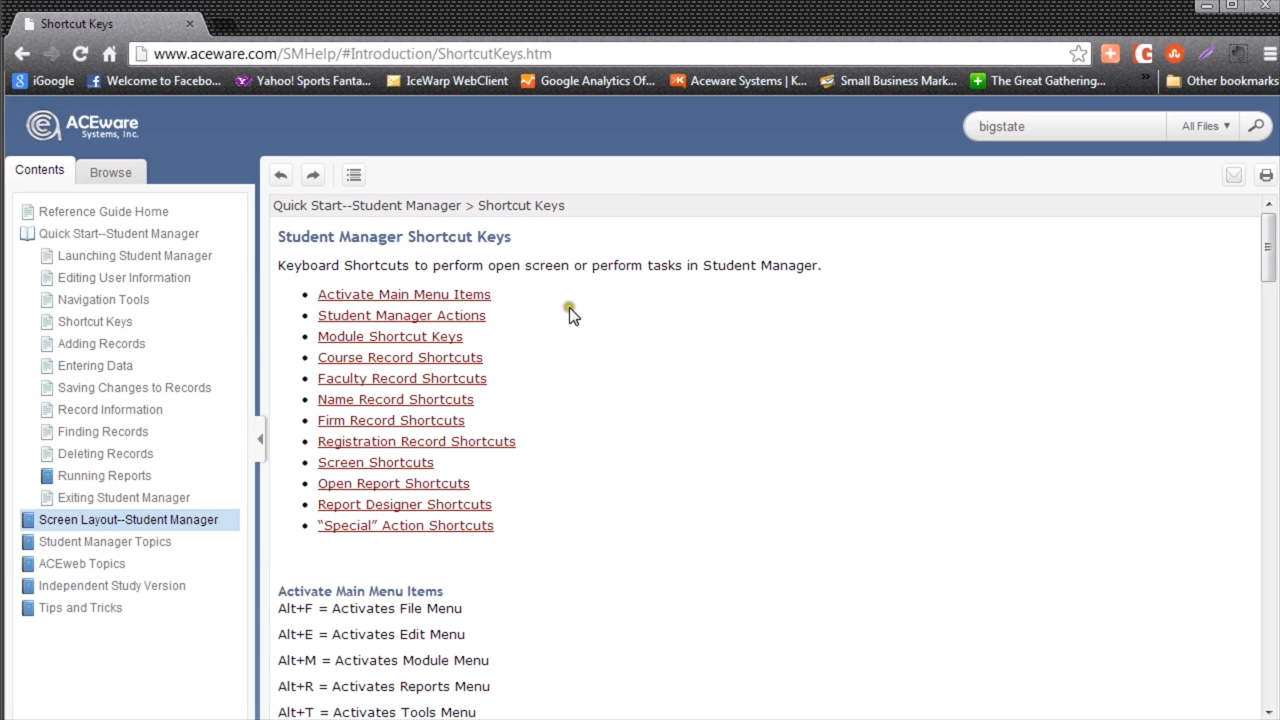 Shortcut Keys
www.aceware.com/SMHelp/#Introduction/ShortcutKeys.htm
iGoogle Welcome to Facebo... Yahoo! Sports Fanta... IceWarp WebClient Google Analytics Of... Aceware Systems | K... Small Business Mark... The Great Gathering... » Other bookmarks
ACEware
Systems, Inc.
bigstate All Files ▼
Contents Browse
Reference Guide Home
Quick Start--Student Manager
Launching Student Manager
Editing User Information
Navigation Tools
Shortcut Keys
Adding Records
Entering Data
Saving Changes to Records
Record Information
Finding Records
Deleting Records
Running Reports
Exiting Student Manager
Screen Layout--Student Manager
Student Manager Topics
ACEweb Topics
Independent Study Version
Tips and Tricks
Quick Start--Student Manager > Shortcut Keys
Student Manager Shortcut Keys
Keyboard Shortcuts to perform open screen or perform tasks in Student Manager.
• Activate Main Menu Items
• Student Manager Actions
• Module Shortcut Keys
• Course Record Shortcuts
• Faculty Record Shortcuts
• Name Record Shortcuts
• Firm Record Shortcuts
• Registration Record Shortcuts
• Screen Shortcuts
• Open Report Shortcuts
• Report Designer Shortcuts
• “Special” Action Shortcuts
Activate Main Menu Items
Alt+F = Activates File Menu
Alt+E = Activates Edit Menu
Alt+M = Activates Module Menu
Alt+R = Activates Reports Menu
Alt+T = Activates Tools Menu